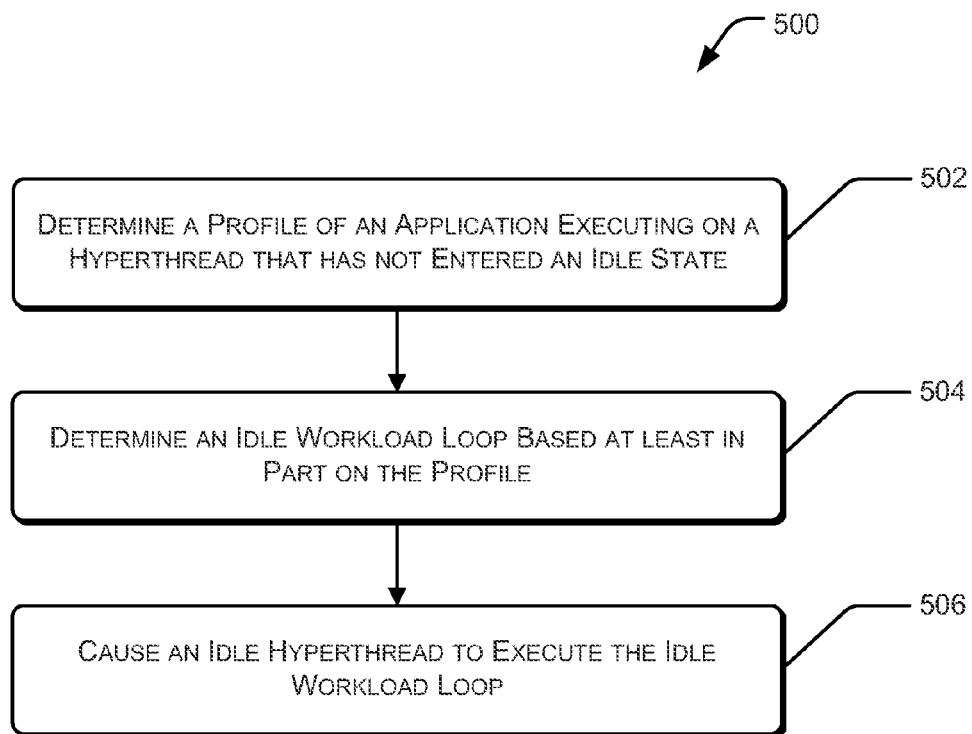 500
502
DETERMINE A PROFILE OF AN APPLICATION EXECUTING ON A
HYPERTHREAD THAT HAS NOT ENTERED AN IDLE STATE
504
DETERMINE AN IDLE WORKLOAD LOOP BASED AT LEAST IN
PART ON THE PROFILE
506
CAUSE AN IDLE HYPERTHREAD TO EXECUTE THE IDLE
WORKLOAD LOOP